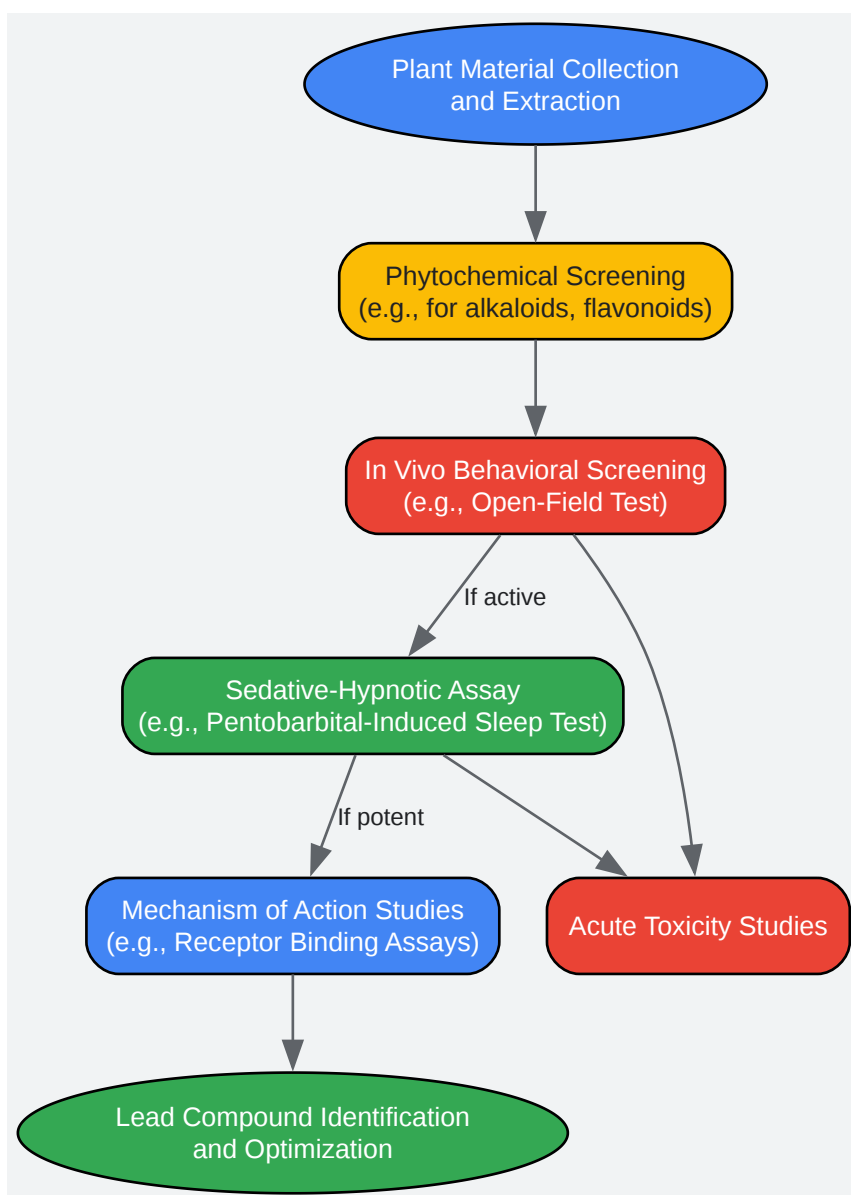 Plant Material Collection
and Extraction
Phytochemical Screening
(e.g., for alkaloids, flavonoids)
In Vivo Behavioral Screening
(e.g., Open-Field Test)
If active
Sedative-Hypnotic Assay
(e.g., Pentobarbital-Induced Sleep Test)
If potent
Mechanism of Action Studies
(e.g., Receptor Binding Assays)
Acute Toxicity Studies
Lead Compound Identification
and Optimization